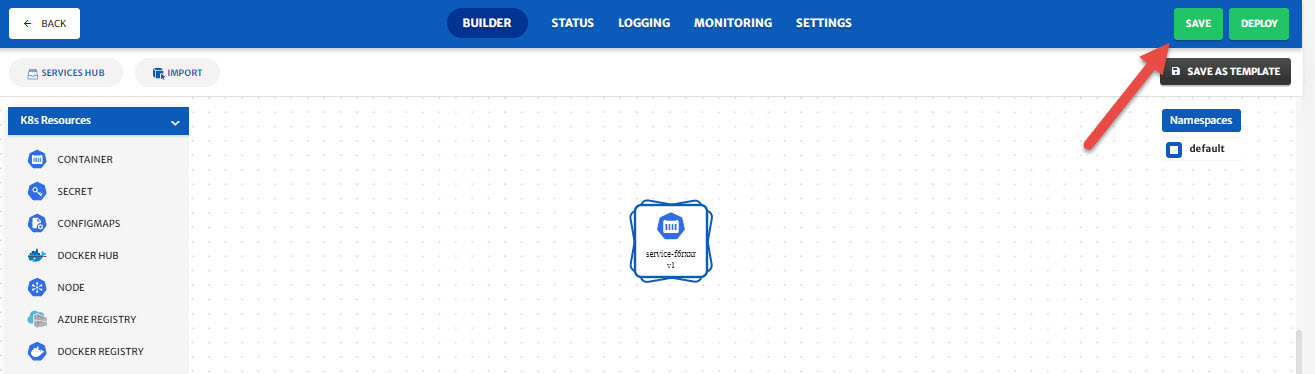 BACK
BUILDER STATUS LOGGING MONITORING SETTINGS
SAVE DEPLOY
SERVICES HUB IMPORT
SAVE AS TEMPLATE
K8s Resources
CONTAINER
SECRET
CONFIGMAPS
DOCKER HUB
NODE
AZURE REGISTRY
DOCKER REGISTRY
service-f6rxxr
v1
Namespaces
default